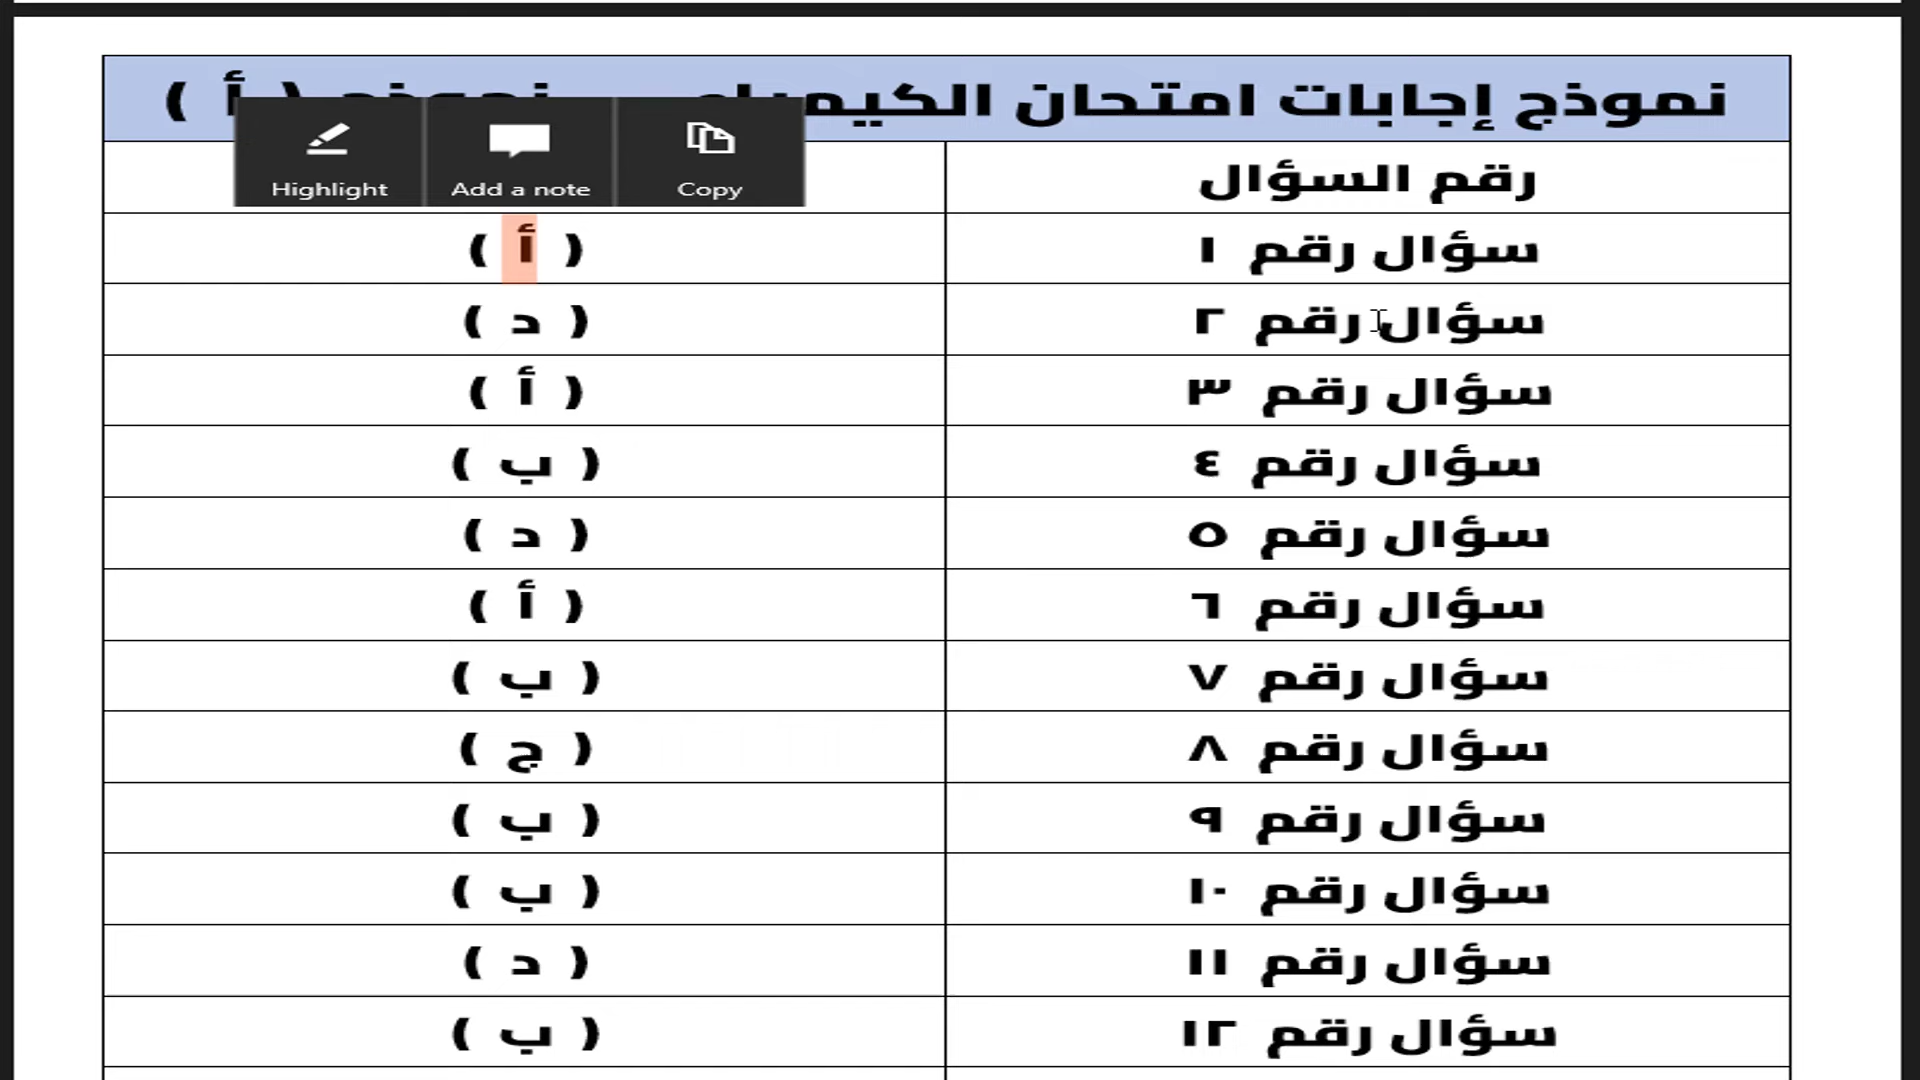 نموذج إجابات امتحان الكيمياء نموذج ( أ )
Highlight
Add a note
Copy
رقم السؤال
سؤال رقم ١ ( أ )
سؤال رقم ٢ ( د )
سؤال رقم ٣ ( أ )
سؤال رقم ٤ ( ب )
سؤال رقم ٥ ( د )
سؤال رقم ٦ ( أ )
سؤال رقم ٧ ( ب )
سؤال رقم ٨ ( ج )
سؤال رقم ٩ ( ب )
سؤال رقم ١٠ ( ب )
سؤال رقم ١١ ( د )
سؤال رقم ١٢ ( ب )